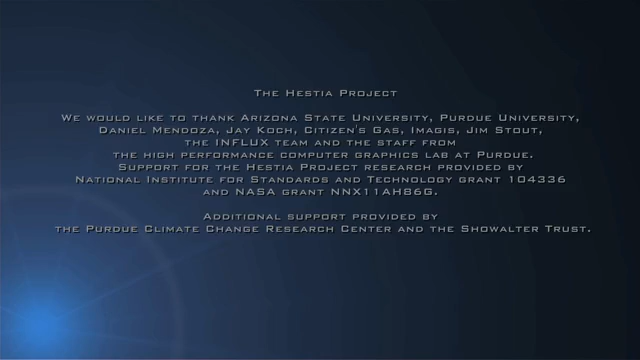 The Hestia Project
We would like to thank Arizona State University, Purdue University,
Daniel Mendoza, Jay Koch, Citizen's Gas, Imagis, Jim Stout,
the INFLUX team and the staff from
the high performance computer graphics lab at Purdue.
Support for the Hestia Project research provided by
National Institute for Standards and Technology grant 104336
and NASA grant NNX11AH86G.
Additional support provided by
the Purdue Climate Change Research Center and the Showalter Trust.